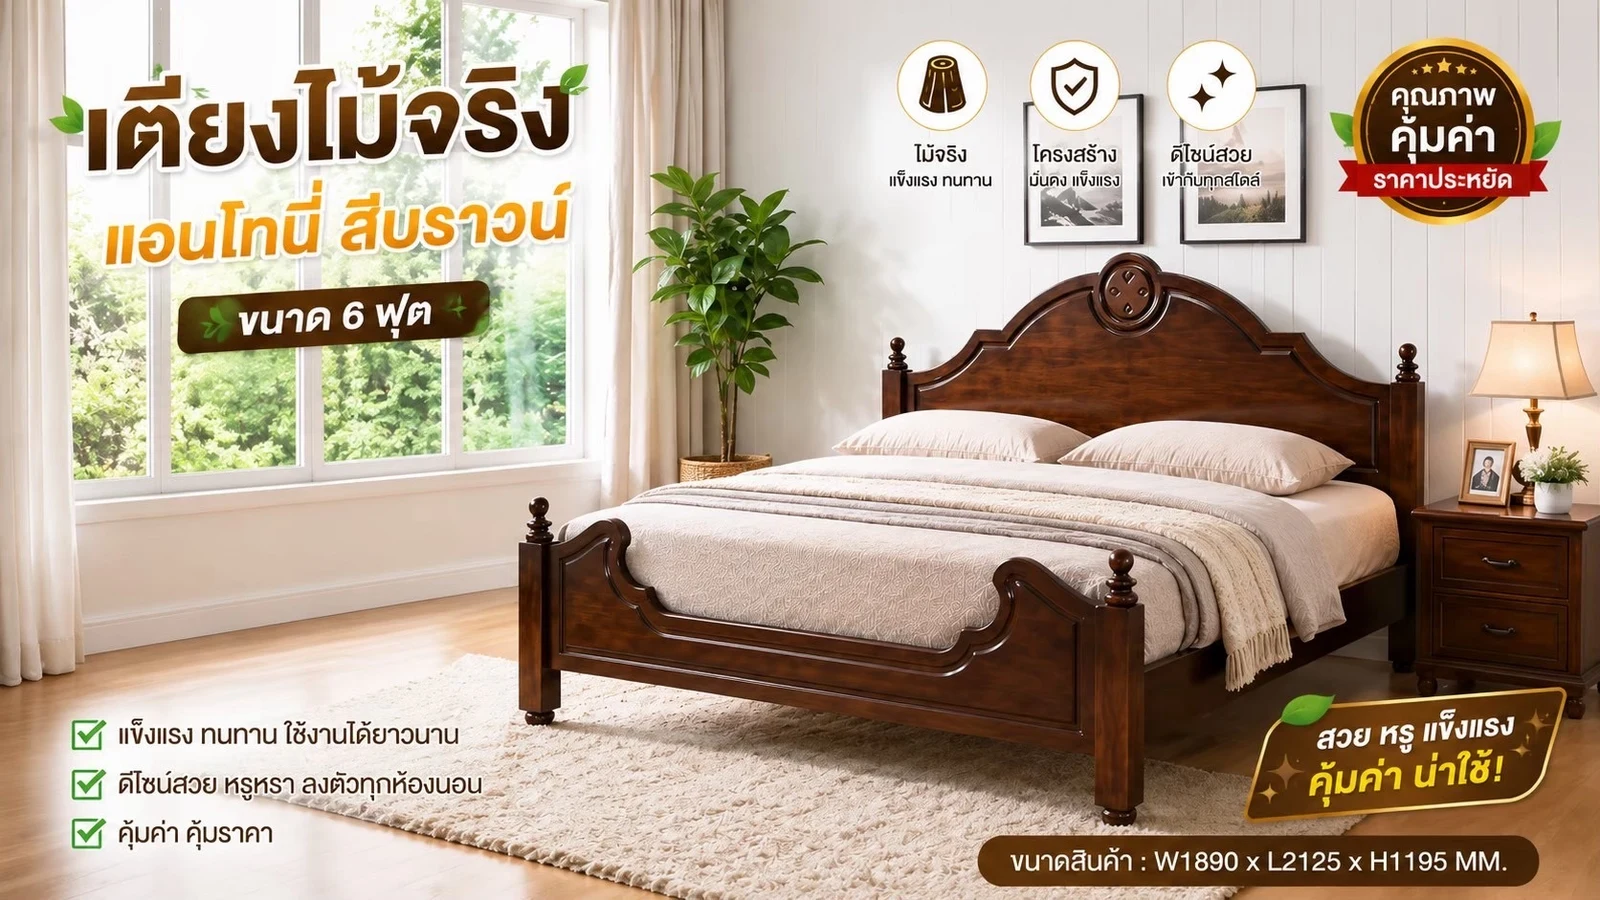 เตียงไม้จริง
แอนโทนี่ สีบราวน์
ขนาด 6 ฟุต
ไม้จริง
แข็งแรง ทนทาน
โครงสร้าง
มั่นคง แข็งแรง
ดีไซน์สวย
เข้ากับทุกสไตล์
คุณภาพ
คุ้มค่า
ราคาประหยัด
แข็งแรง ทนทาน ใช้งานได้ยาวนาน
ดีไซน์สวย หรูหรา ลงตัวทุกห้องนอน
คุ้มค่า คุ้มราคา
สวย หรู แข็งแรง
คุ้มค่า น่าใช้!
ขนาดสินค้า : W1890 x L2125 x H1195 MM.